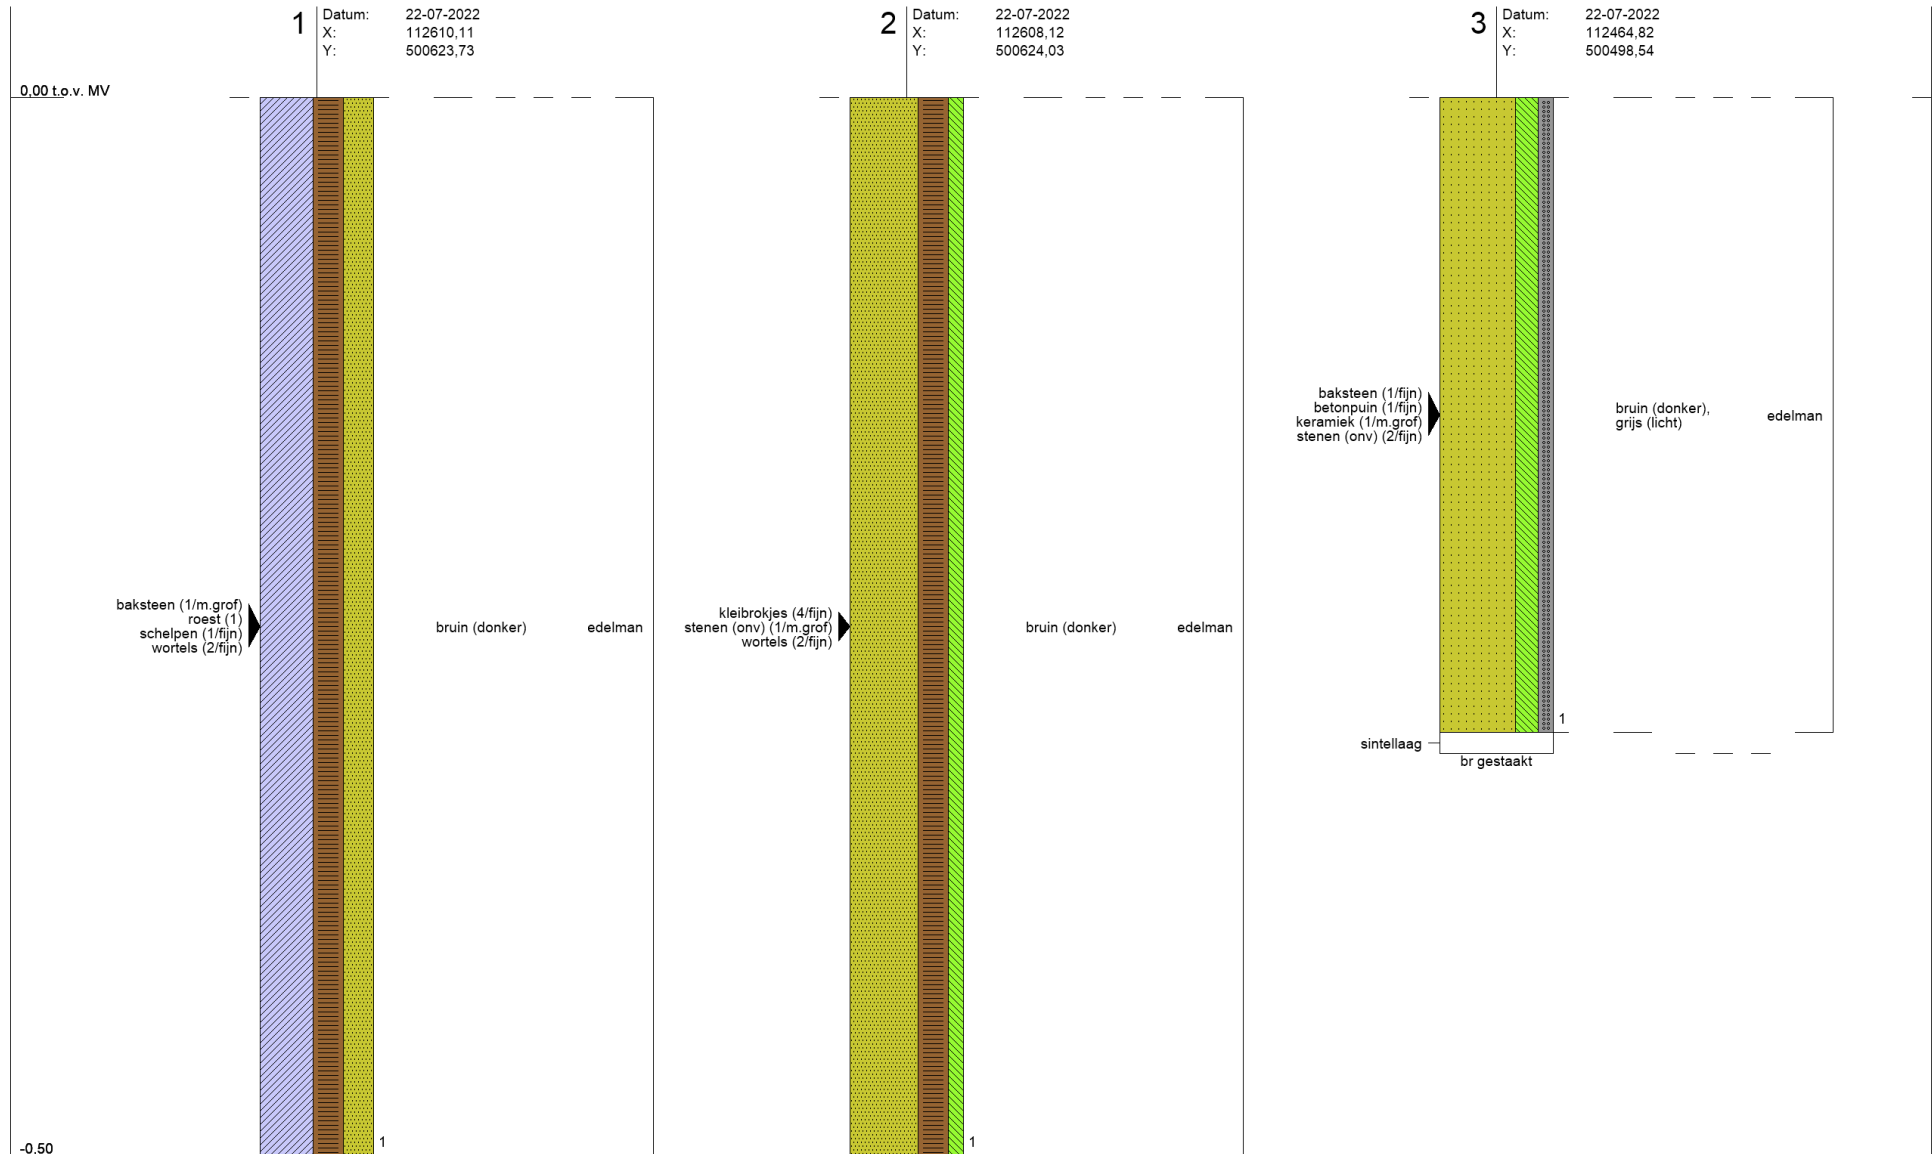 1
Datum: 22-07-2022
X: 112610,11
Y: 500623,73
2
Datum: 22-07-2022
X: 112608,12
Y: 500624,03
3
Datum: 22-07-2022
X: 112464,82
Y: 500498,54
0,00 t.o.v. MV
baksteen (1/m.grof)
roest (1)
schelpen (1/fijn)
wortels (2/fijn)
bruin (donker)
edelman
1
kleibrokjes (4/fijn)
stenen (onv) (1/m.grof)
wortels (2/fijn)
bruin (donker)
edelman
1
baksteen (1/fijn)
betonpuin (1/fijn)
keramiek (1/m.grof)
stenen (onv) (2/fijn)
bruin (donker),
grijs (licht)
edelman
1
sintellaag
br gestaakt
-0,50